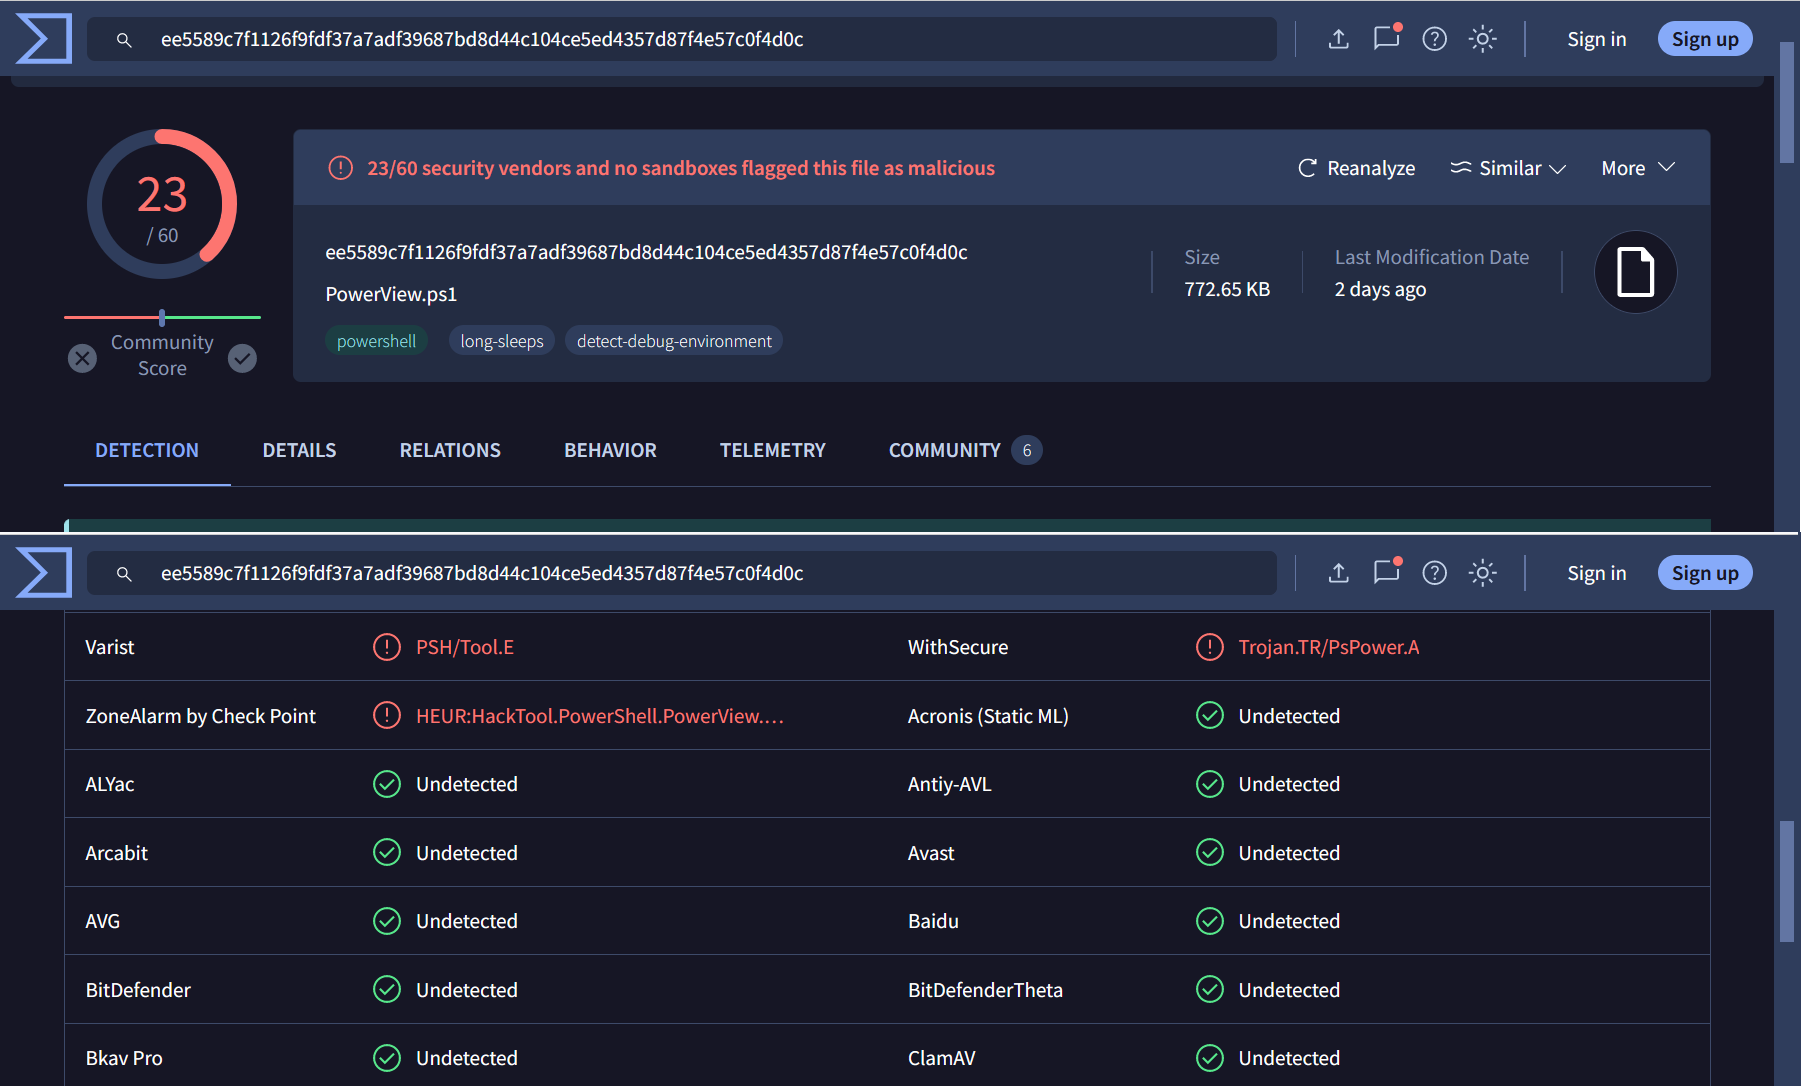 ee5589c7f1126f9fdf37a7adf39687bd8d44c104ce5ed4357d87f4e57c0f4d0c
Sign in
Sign up
23
/ 60
Community
Score
23/60 security vendors and no sandboxes flagged this file as malicious
Reanalyze
Similar
More
ee5589c7f1126f9fdf37a7adf39687bd8d44c104ce5ed4357d87f4e57c0f4d0c
PowerView.ps1
powershell
long-sleeps
detect-debug-environment
Size
772.65 KB
Last Modification Date
2 days ago
DETECTION
DETAILS
RELATIONS
BEHAVIOR
TELEMETRY
COMMUNITY
6
ee5589c7f1126f9fdf37a7adf39687bd8d44c104ce5ed4357d87f4e57c0f4d0c
Sign in
Sign up
Varist
PSH/Tool.E
WithSecure
Trojan.TR/PsPower.A
ZoneAlarm by Check Point
HEUR:HackTool.PowerShell.PowerView....
Acronis (Static ML)
Undetected
ALYac
Undetected
Antiy-AVL
Undetected
Arcabit
Undetected
Avast
Undetected
AVG
Undetected
Baidu
Undetected
BitDefender
Undetected
BitDefenderTheta
Undetected
Bkav Pro
Undetected
ClamAV
Undetected